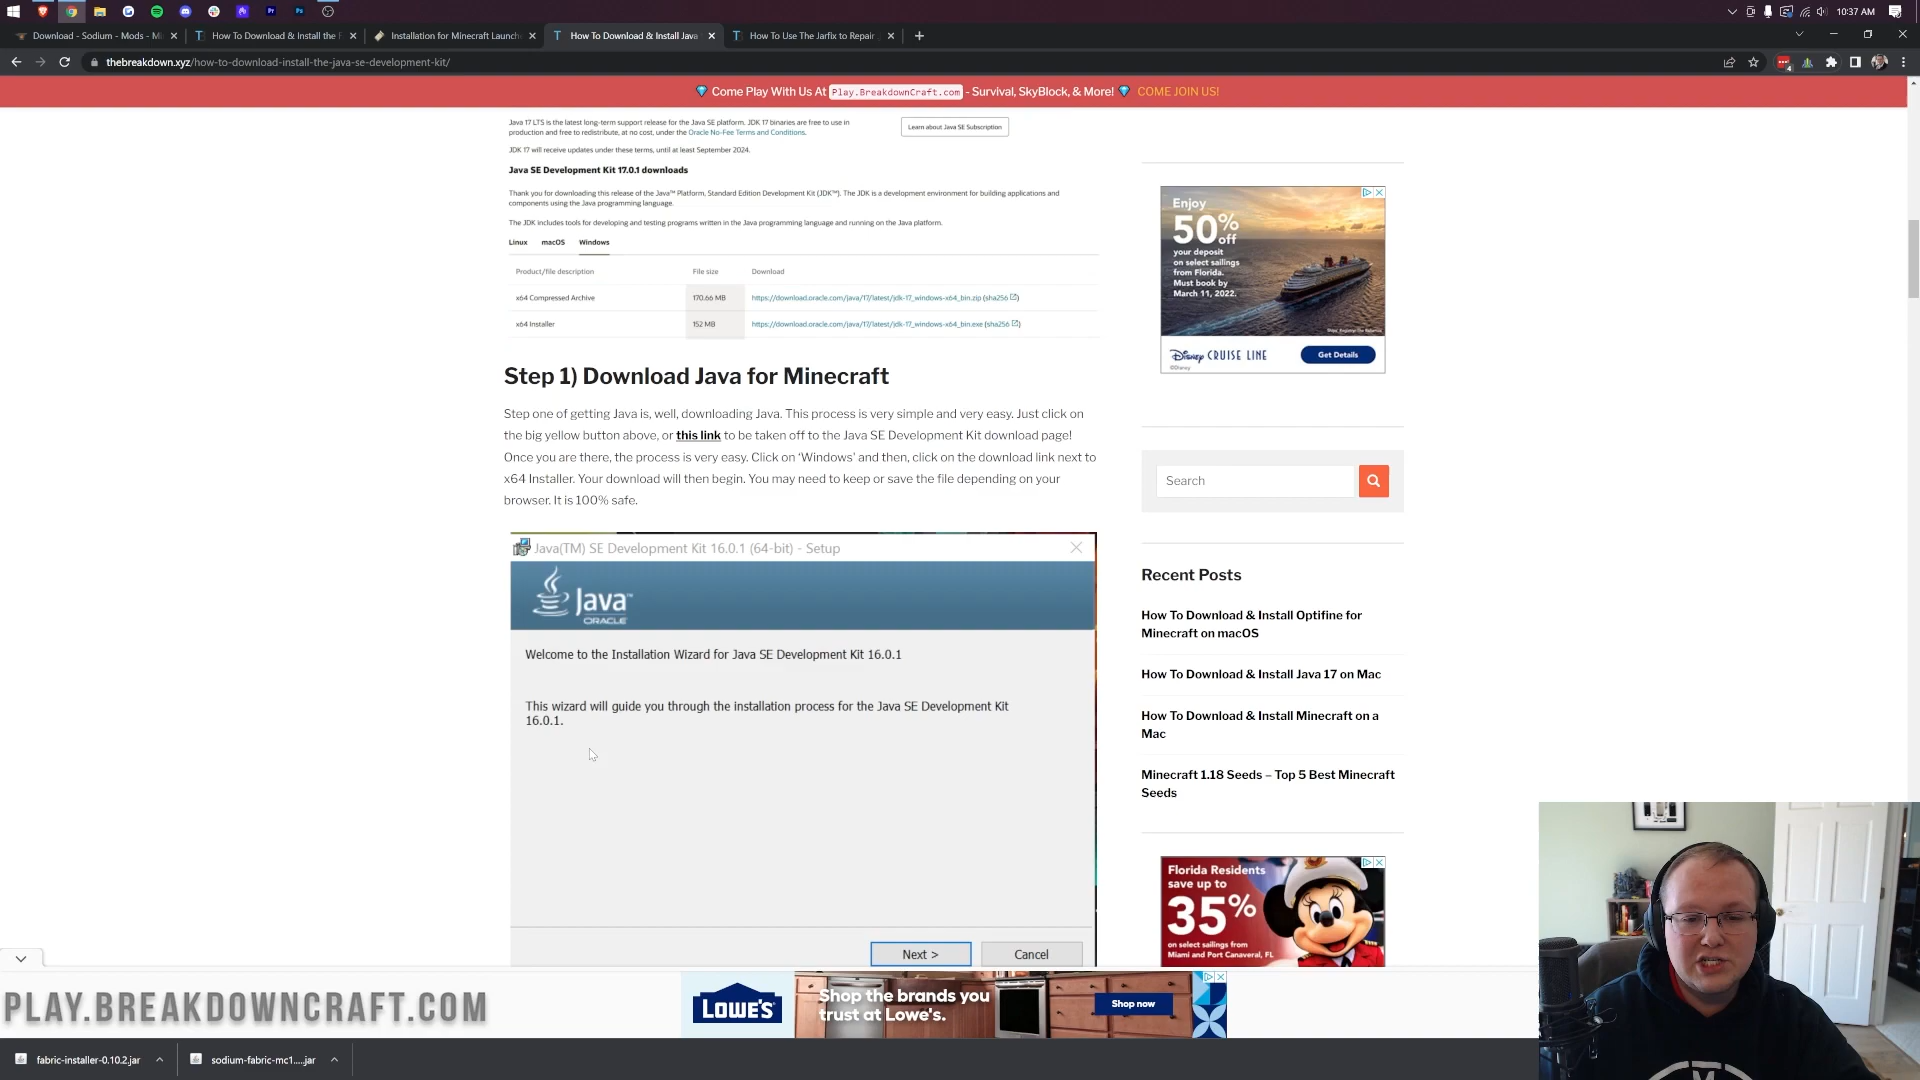 10:37 AM
Download - Sodium - Mods - Mi
How To Download & Install the F
Installation for Minecraft Launch
How To Download & Install Java
How To Use The Jarfix to Repair
thebreakdown.xyz/how-to-download-install-the-java-se-development-kit/
Come Play With Us At Play.BreakdownCraft.com - Survival, SkyBlock, & More! COME JOIN US!
Java 17 LTS is the latest long-term support release for the Java SE platform. JDK 17 binaries are free to use in
production and free to redistribute, at no cost, under the Oracle No-Fee Terms and Conditions.
Learn about Java SE Subscription
JDK 17 will receive updates under these terms, until at least September 2024.
Java SE Development Kit 17.0.1 downloads
Thank you for downloading this release of the Java™ Platform, Standard Edition Development Kit (JDK™). The JDK is a development environment for building applications and
components using the Java programming language.
The JDK includes tools for developing and testing programs written in the Java programming language and running on the Java platform.
Linux macOS Windows
Product/file description File size Download
x64 Compressed Archive 170.66 MB https://download.oracle.com/java/17/latest/jdk-17_windows-x64_bin.zip (sha256)
x64 Installer 152 MB https://download.oracle.com/java/17/latest/jdk-17_windows-x64_bin.exe (sha256)
Step 1) Download Java for Minecraft
Step one of getting Java is, well, downloading Java. This process is very simple and very easy. Just click on
the big yellow button above, or this link to be taken off to the Java SE Development Kit download page!
Once you are there, the process is very easy. Click on ‘Windows’ and then, click on the download link next to
x64 Installer. Your download will then begin. You may need to keep or save the file depending on your
browser. It is 100% safe.
Java(TM) SE Development Kit 16.0.1 (64-bit) - Setup
Java™
ORACLE
Welcome to the Installation Wizard for Java SE Development Kit 16.0.1
This wizard will guide you through the installation process for the Java SE Development Kit
16.0.1.
Next >
Cancel
Enjoy
50% off
your deposit
on select sailings
from Florida.
Must book by
March 11, 2022.
Disney CRUISE LINE
Get Details
©Disney
Search
Recent Posts
How To Download & Install Optifine for
Minecraft on macOS
How To Download & Install Java 17 on Mac
How To Download & Install Minecraft on a
Mac
Minecraft 1.18 Seeds – Top 5 Best Minecraft
Seeds
Florida Residents
save up to
35%
on select sailings from
Miami and Port Canaveral, FL
PLAY.BREAKDOWNCRAFT.COM
LOWE'S
Shop the brands you
trust at Lowe's.
Shop now
fabric-installer-0.10.2.jar
sodium-fabric-mc1....jar